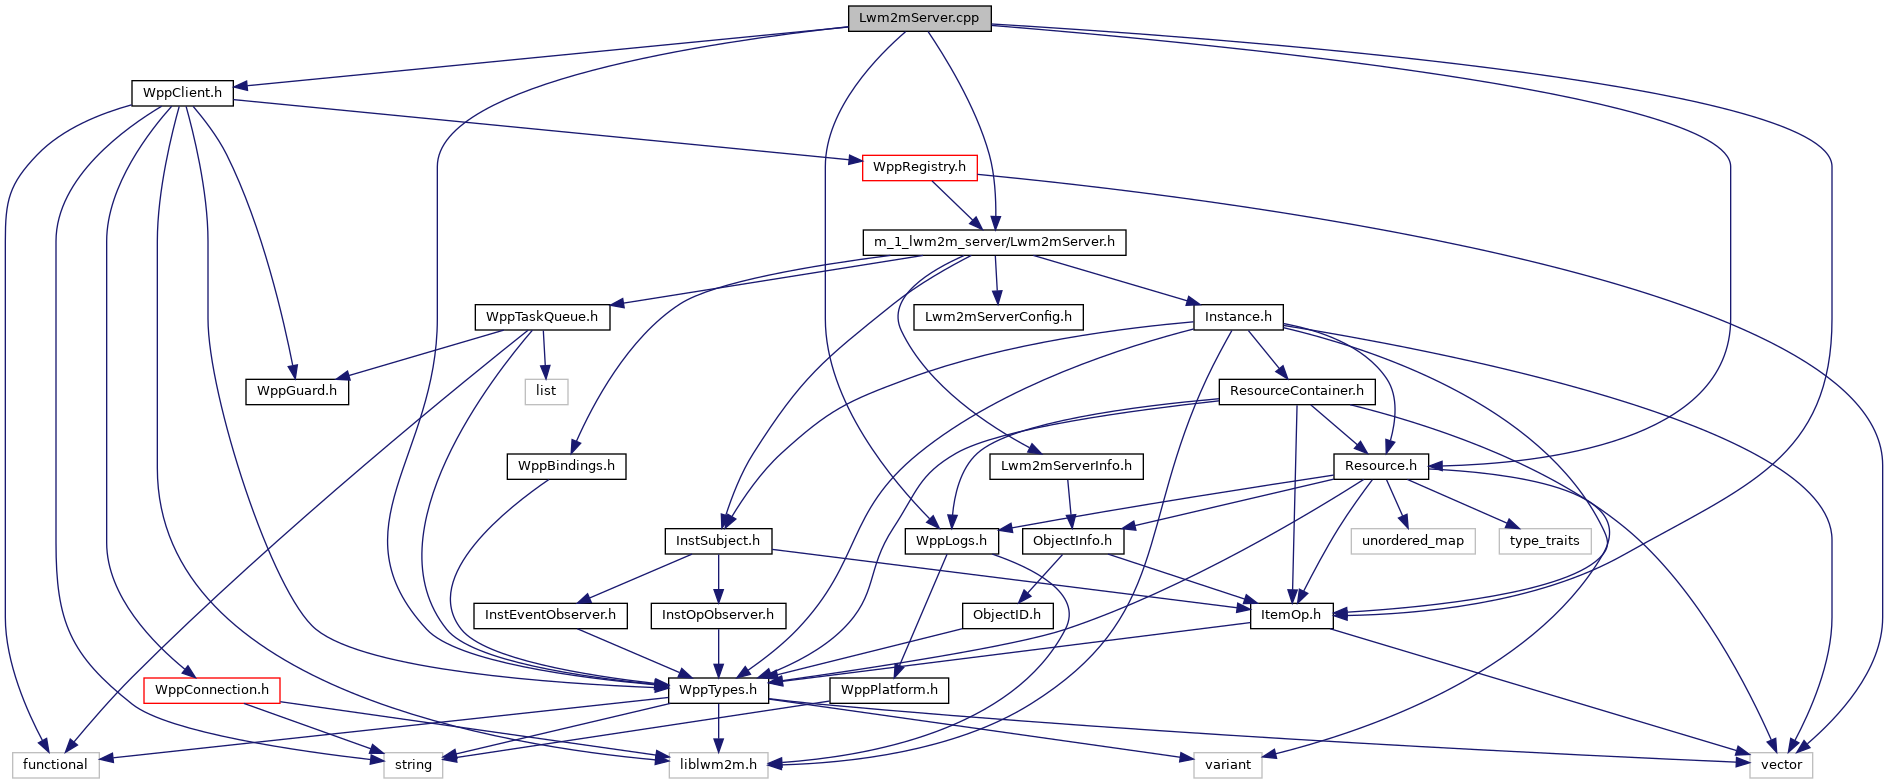 Lwm2mServer.cpp
WppClient.h
WppRegistry.h
m_1_lwm2m_server/Lwm2mServer.h
WppTaskQueue.h
Lwm2mServerConfig.h
Instance.h
WppGuard.h
list
ResourceContainer.h
WppBindings.h
Lwm2mServerInfo.h
Resource.h
InstSubject.h
WppLogs.h
ObjectInfo.h
unordered_map
type_traits
InstEventObserver.h
InstOpObserver.h
ObjectID.h
ItemOp.h
WppConnection.h
WppTypes.h
WppPlatform.h
functional
string
liblwm2m.h
variant
vector